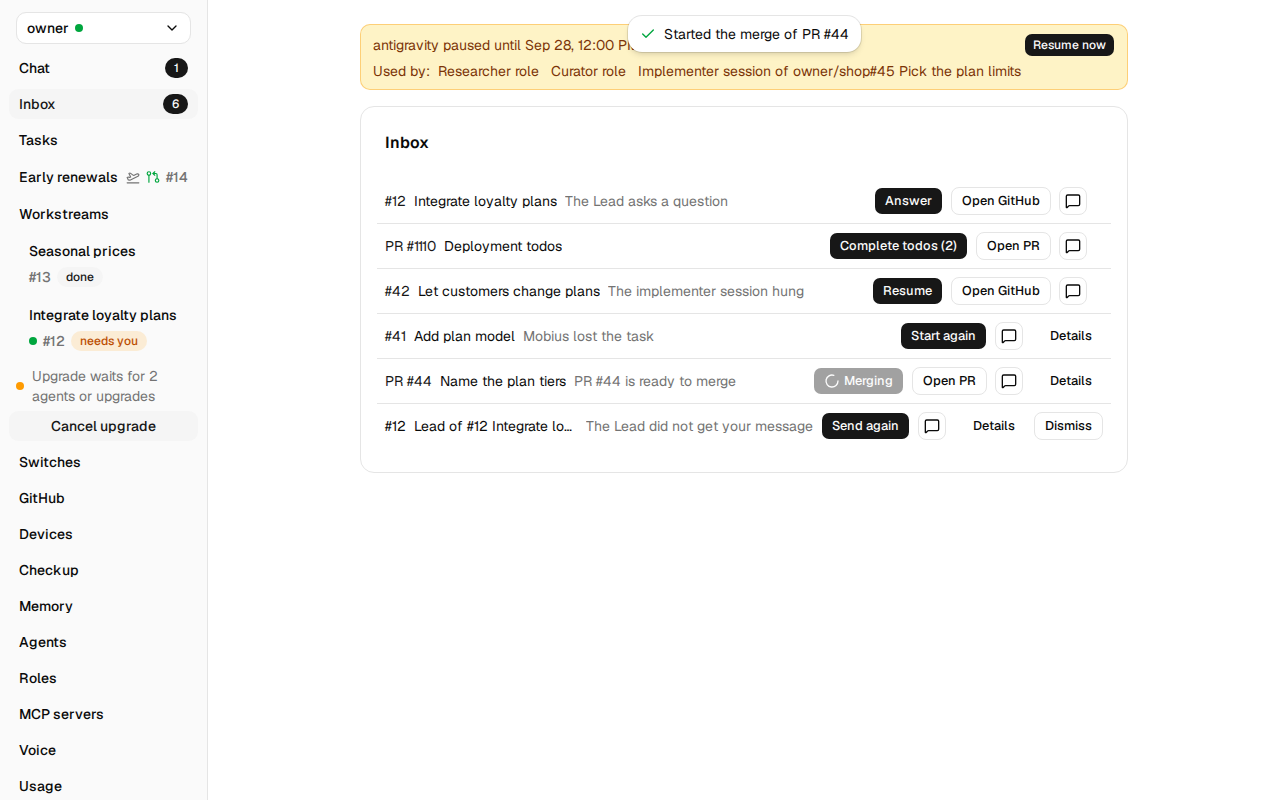 owner
Chat 1
Inbox 6
Tasks
Early renewals #14
Workstreams
Seasonal prices
#13 done
Integrate loyalty plans
#12 needs you
Upgrade waits for 2
agents or upgrades
Cancel upgrade
Switches
GitHub
Devices
Checkup
Memory
Agents
Roles
MCP servers
Voice
Usage
antigravity paused until Sep 28, 12:00
Started the merge of PR #44
Resume now
Used by: Researcher role Curator role Implementer session of owner/shop#45 Pick the plan limits
Inbox
#12 Integrate loyalty plans The Lead asks a question Answer Open GitHub
PR #1110 Deployment todos Complete todos (2) Open PR
#42 Let customers change plans The implementer session hung Resume Open GitHub
#41 Add plan model Mobius lost the task Start again Details
PR #44 Name the plan tiers PR #44 is ready to merge Merging Open PR Details
#12 Lead of #12 Integrate lo... The Lead did not get your message Send again Details Dismiss